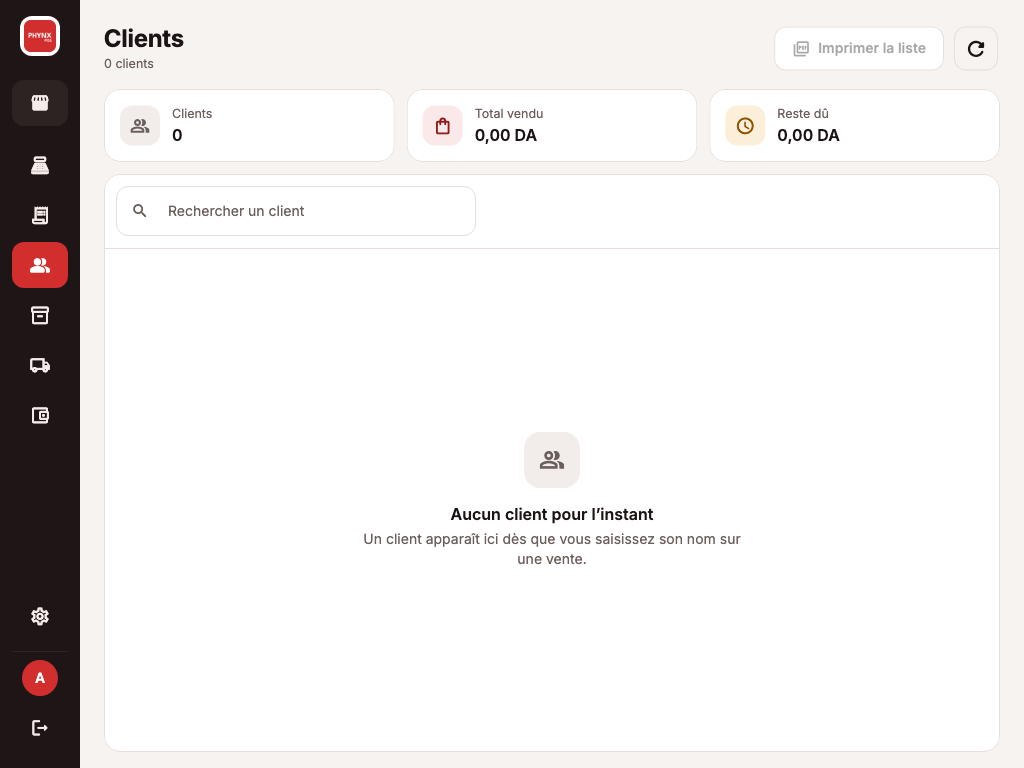 PHYNX
Clients
0 clients
Imprimer la liste
Clients
0
Total vendu
0,00 DA
Reste dû
0,00 DA
Rechercher un client
Aucun client pour l’instant
Un client apparaît ici dès que vous saisissez son nom sur
une vente.
A